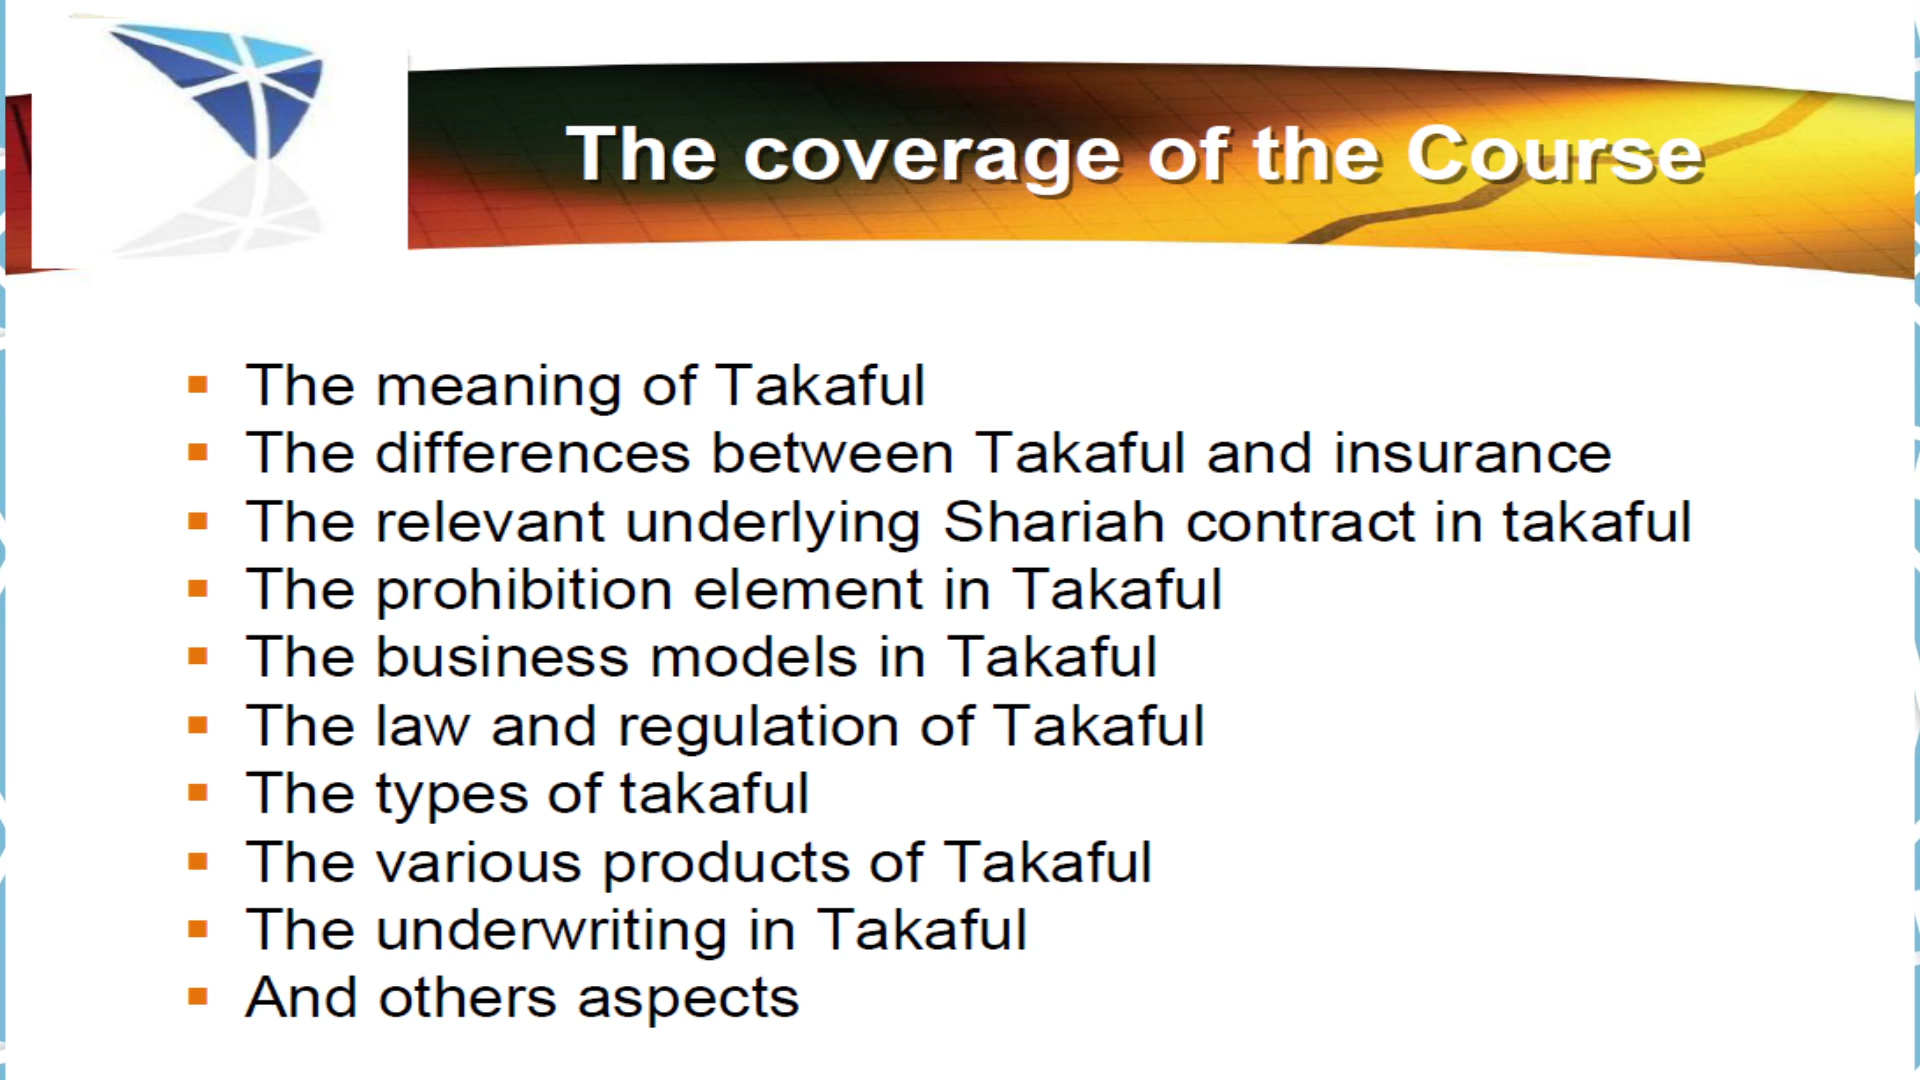 The coverage of the Course
The meaning of Takaful
The differences between Takaful and insurance
The relevant underlying Shariah contract in takaful
The prohibition element in Takaful
The business models in Takaful
The law and regulation of Takaful
The types of takaful
The various products of Takaful
The underwriting in Takaful
And others aspects